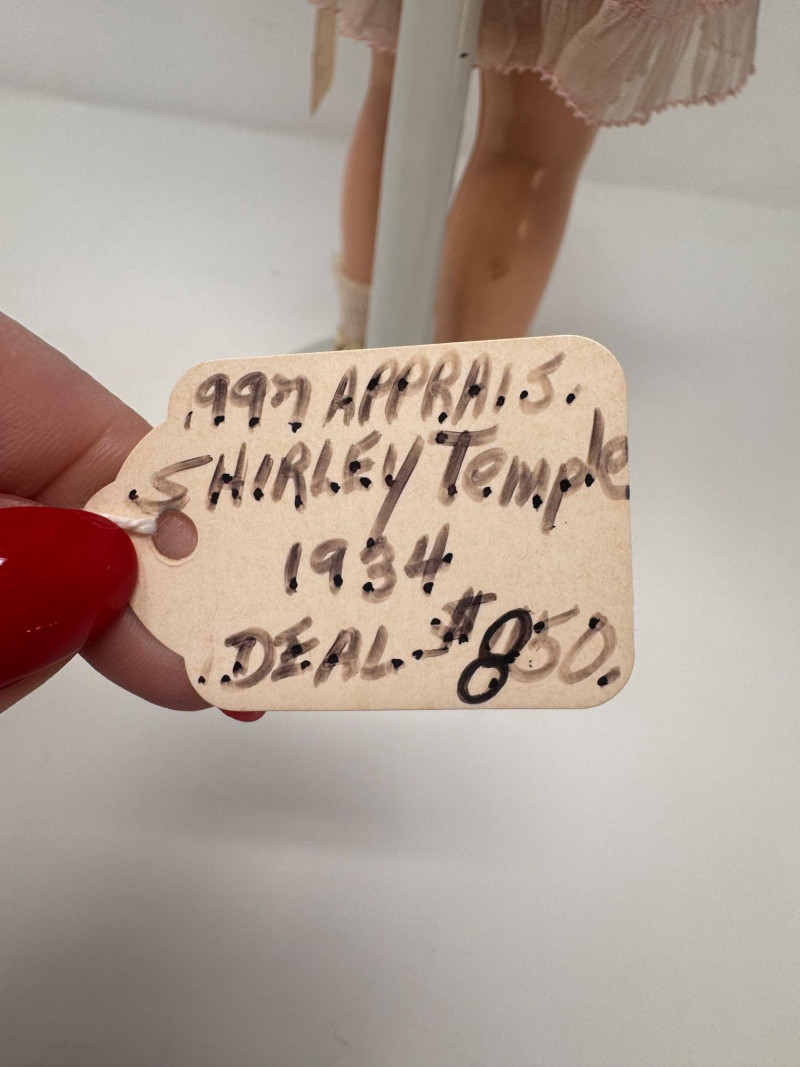 1997 APPRAIS.
SHIRLEY Temple
1934
DEAL. $850.